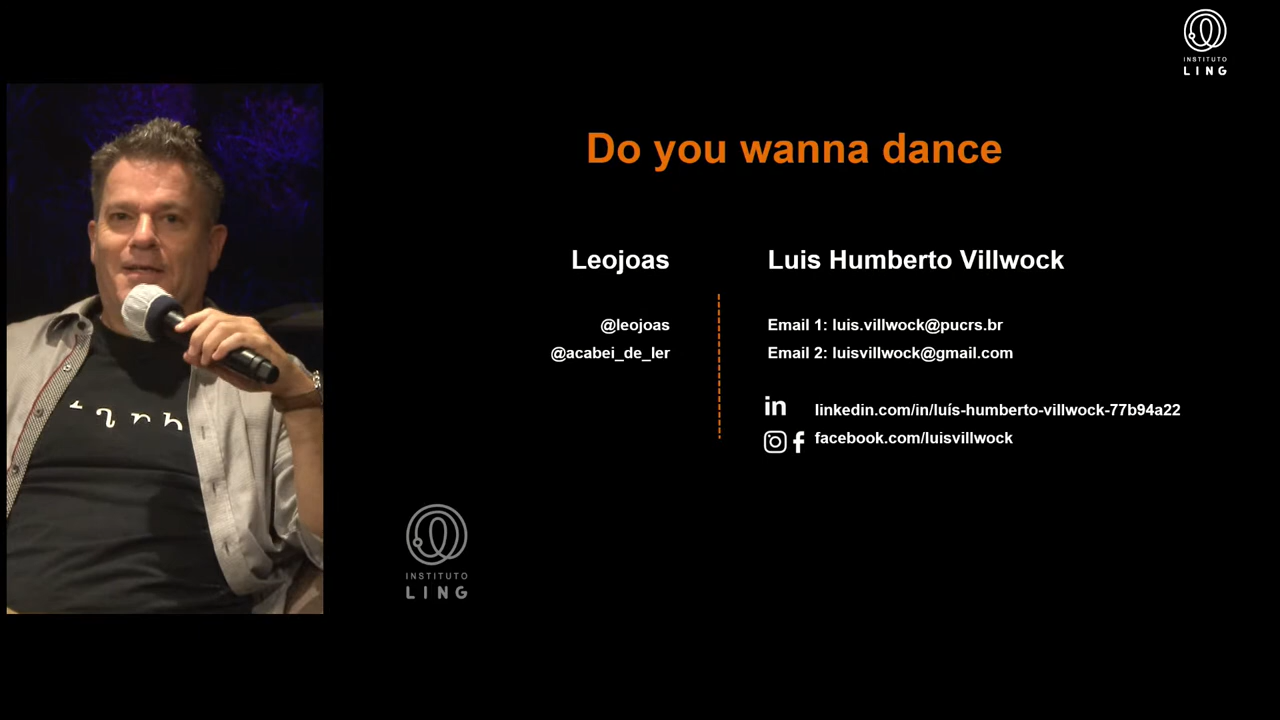 INSTITUTO
LING
Do you wanna dance
Leojoas
@leojoas
@acabei_de_ler
Luis Humberto Villwock
Email 1: luis.villwock@pucrs.br
Email 2: luisvillwock@gmail.com
in
linkedin.com/in/luís-humberto-villwock-77b94a22
f
facebook.com/luisvillwock
INSTITUTO
LING